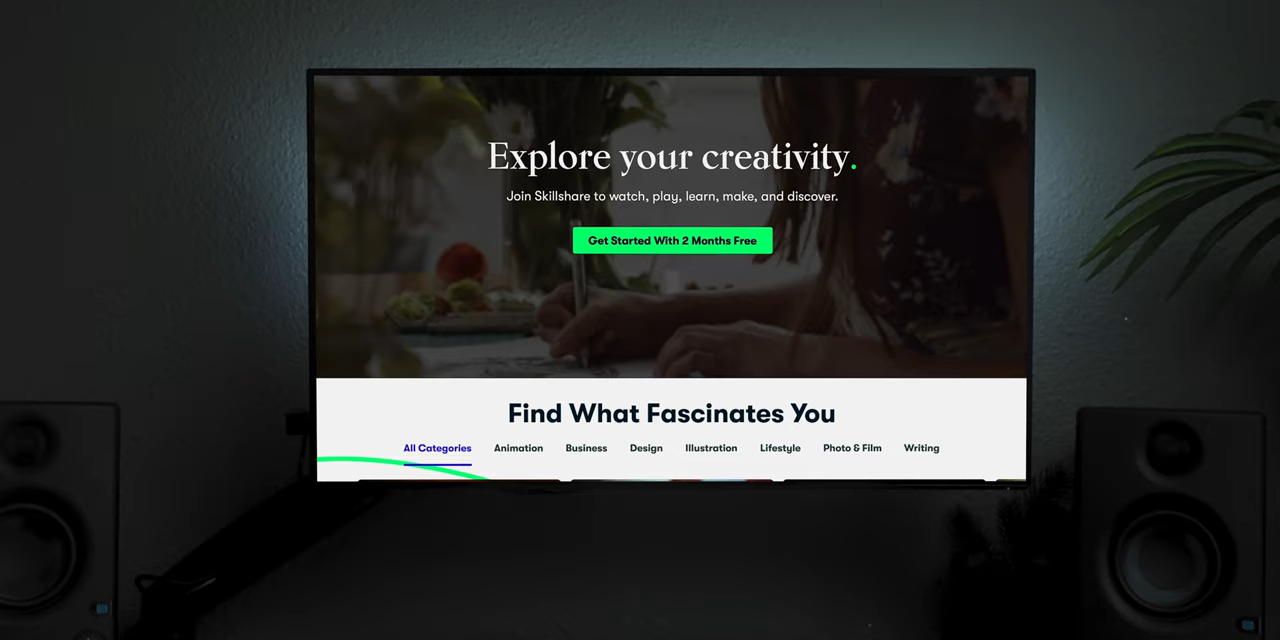 Explore your creativity.
Join Skillshare to watch, play, learn, make, and discover.
Get Started With 2 Months Free
Find What Fascinates You
All Categories Animation Business Design Illustration Lifestyle Photo & Film Writing